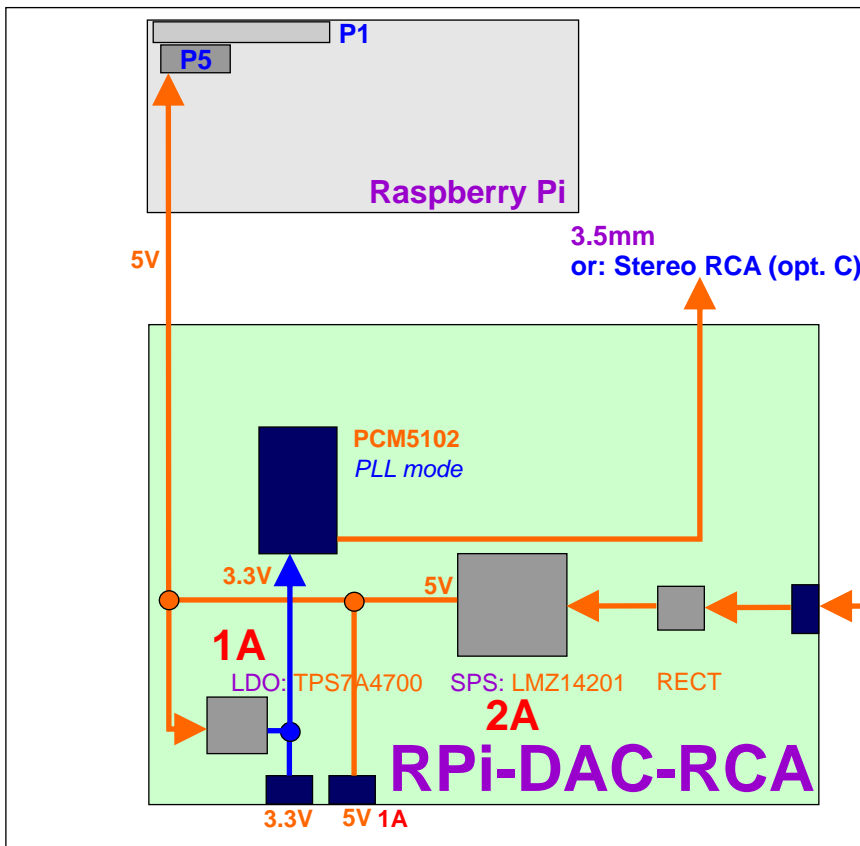 P1
P5
Raspberry Pi
3.5mm
or: Stereo RCA (opt. C)
5V
PCM5102
PLL mode
3.3V
5V
1A
LDO: TPS7A4700
SPS: LMZ14201
RECT
2A
RPi-DAC-RCA
3.3V
5V 1A